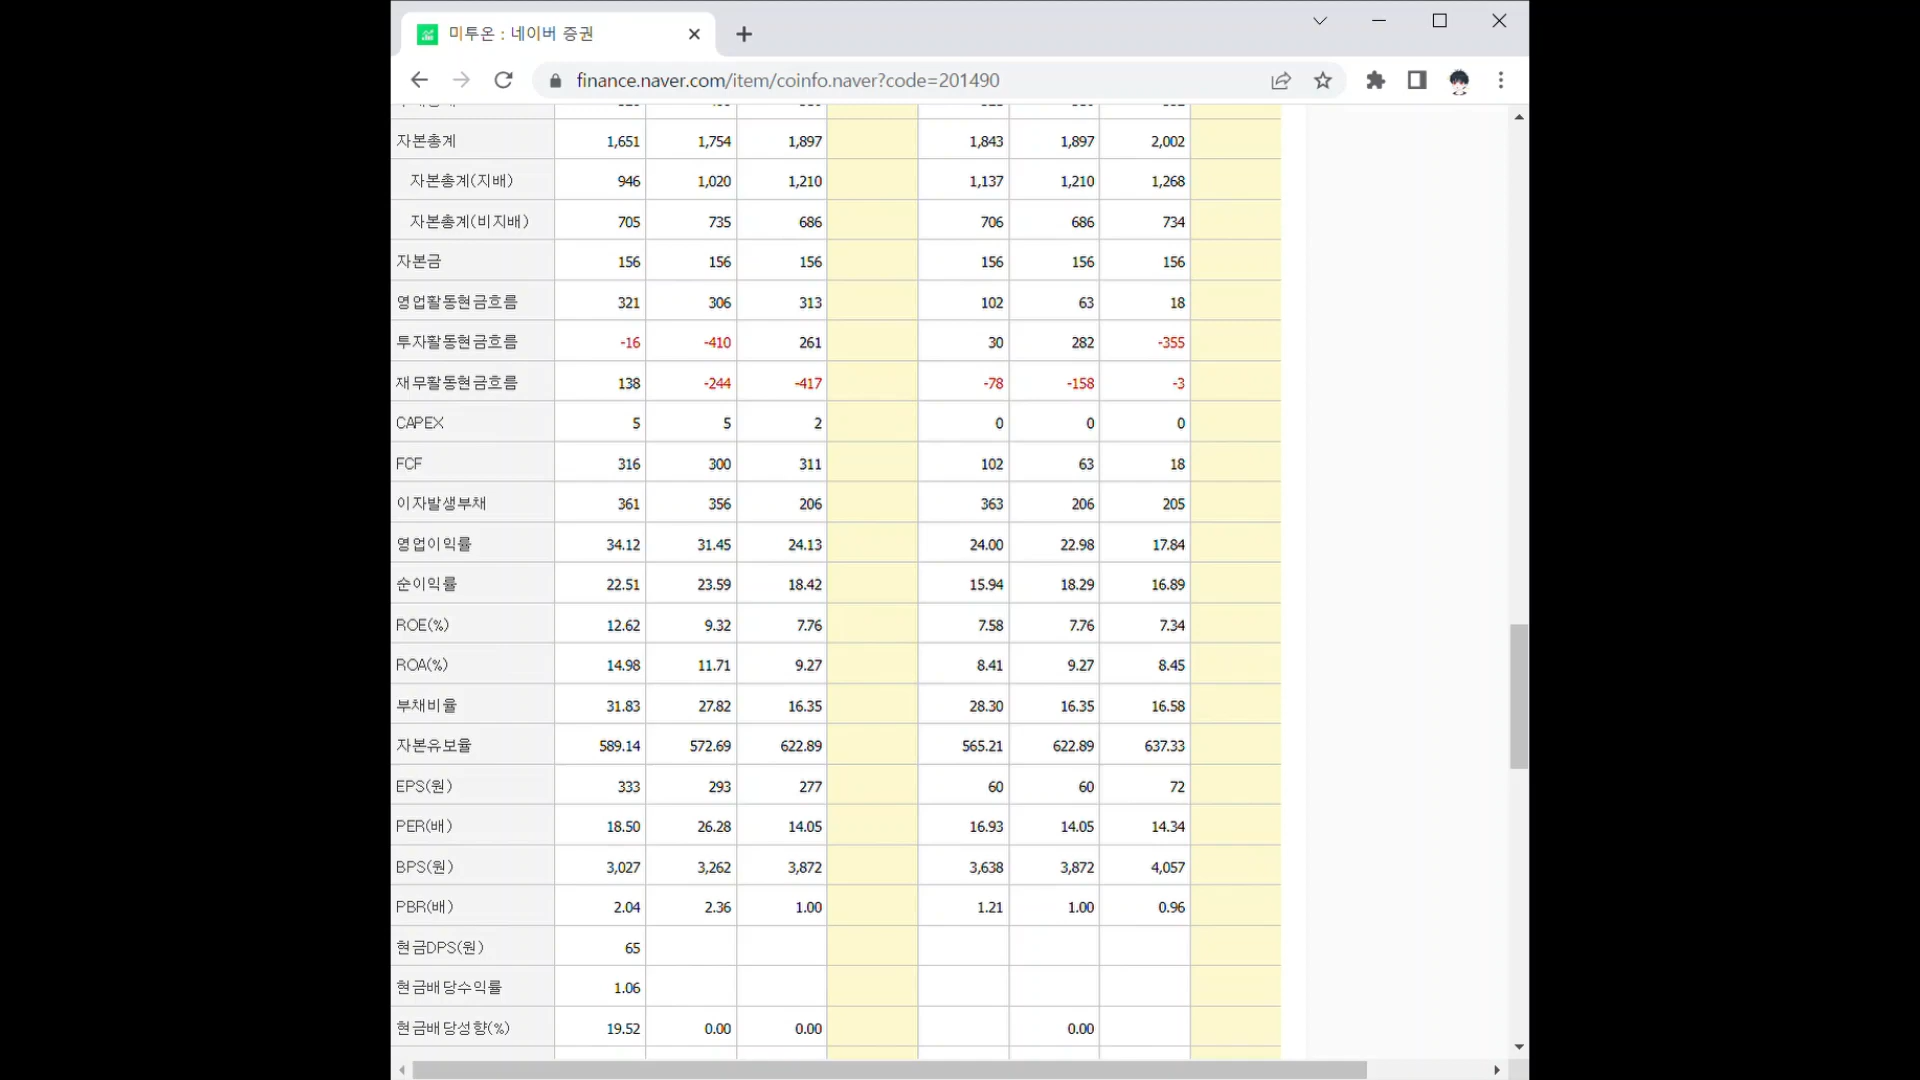 미투온 : 네이버 증권
finance.naver.com/item/coinfo.naver?code=201490
자본총계 1,651 1,754 1,897 1,843 1,897 2,002
자본총계(지배) 946 1,020 1,210 1,137 1,210 1,268
자본총계(비지배) 705 735 686 706 686 734
자본금 156 156 156 156 156 156
영업활동현금흐름 321 306 313 102 63 18
투자활동현금흐름 -16 -410 261 30 282 -355
재무활동현금흐름 138 -244 -417 -78 -158 -3
CAPEX 5 5 2 0 0 0
FCF 316 300 311 102 63 18
이자발생부채 361 356 206 363 206 205
영업이익률 34.12 31.45 24.13 24.00 22.98 17.84
순이익률 22.51 23.59 18.42 15.94 18.29 16.89
ROE(%) 12.62 9.32 7.76 7.58 7.76 7.34
ROA(%) 14.98 11.71 9.27 8.41 9.27 8.45
부채비율 31.83 27.82 16.35 28.30 16.35 16.58
자본유보율 589.14 572.69 622.89 565.21 622.89 637.33
EPS(원) 333 293 277 60 60 72
PER(배) 18.50 26.28 14.05 16.93 14.05 14.34
BPS(원) 3,027 3,262 3,872 3,638 3,872 4,057
PBR(배) 2.04 2.36 1.00 1.21 1.00 0.96
현금DPS(원) 65
현금배당수익률 1.06
현금배당성향(%) 19.52 0.00 0.00 0.00